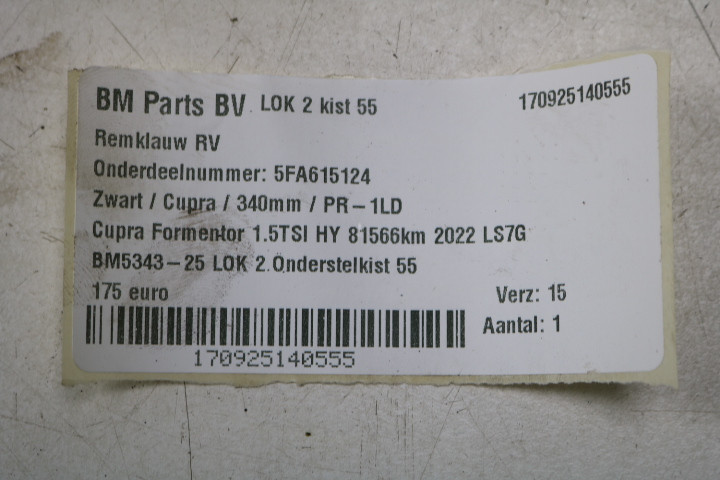 BM Parts BV LOK 2 kist 55 170925140555
Remklauw RV
Onderdeelnummer: 5FA615124
Zwart / Cupra / 340mm / PR-1LD
Cupra Formentor 1.5TSI HY 81566km 2022 LS7G
BM5343-25 LOK 2.Onderstelkist 55
175 euro Verz: 15
Aantal: 1
170925140555